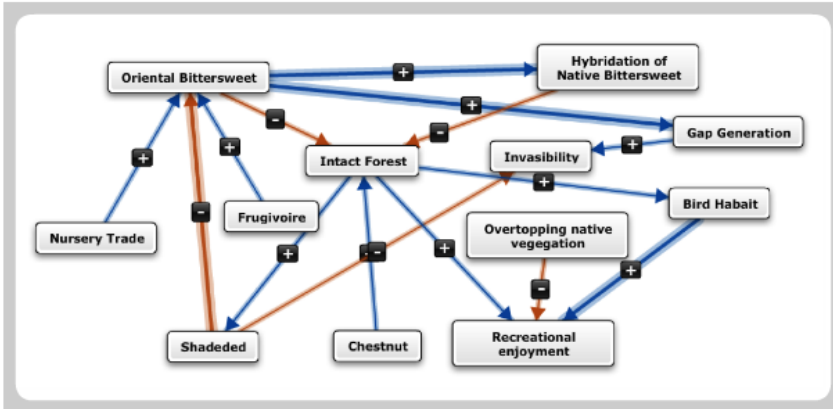 Oriental Bittersweet
Hybridation of
Native Bittersweet
+
+
Gap Generation
-
-
+
Intact Forest
Invasibility
+
+
+
Bird Habait
Nursery Trade
Frugivoire
-
Overtopping native
vegegation
+
-
+
+
-
Shadeded
Chestnut
Recreational
enjoyment